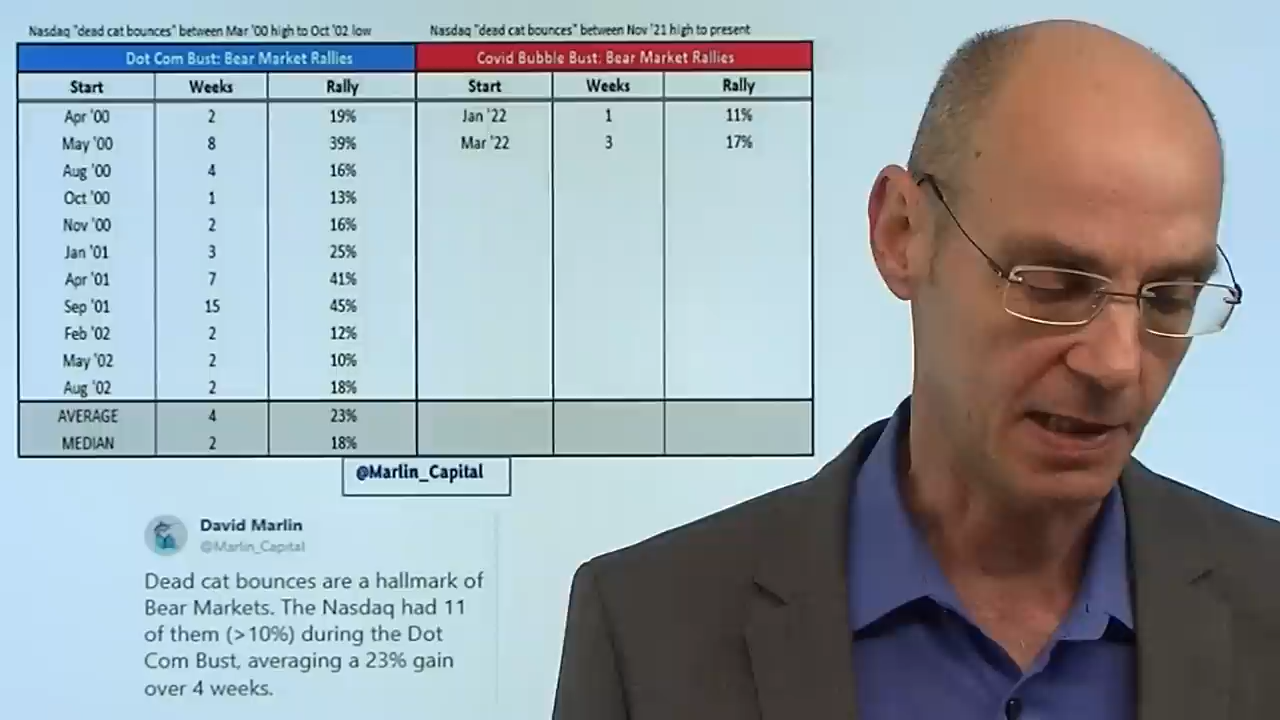 Nasdaq "dead cat bounces" between Mar '00 high to Oct '02 low Nasdaq "dead cat bounces" between Nov '21 high to present
Dot Com Bust: Bear Market Rallies Covid Bubble Bust: Bear Market Rallies
Start Weeks Rally Start Weeks Rally
Apr '00 2 19% Jan '22 1 11%
May '00 8 39% Mar '22 3 17%
Aug '00 4 16%
Oct '00 1 13%
Nov '00 2 16%
Jan '01 3 25%
Apr '01 7 41%
Sep '01 15 45%
Feb '02 2 12%
May '02 2 10%
Aug '02 2 18%
AVERAGE 4 23%
MEDIAN 2 18%
@Marlin_Capital
David Marlin
@Marlin_Capital
Dead cat bounces are a hallmark of
Bear Markets. The Nasdaq had 11
of them (>10%) during the Dot
Com Bust, averaging a 23% gain
over 4 weeks.